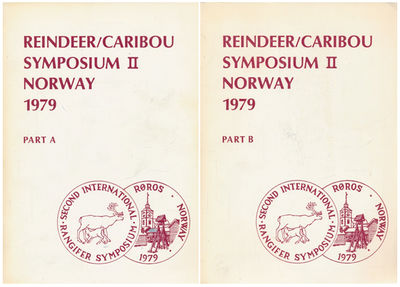 REINDEER/CARIBOU
SYMPOSIUM II
NORWAY
1979
PART A
SECOND INTERNATIONAL
RANGIFER SYMPOSIUM
RØROS
NORWAY
1979
REINDEER/CARIBOU
SYMPOSIUM II
NORWAY
1979
PART B
SECOND INTERNATIONAL
RANGIFER SYMPOSIUM
RØROS
NORWAY
1979